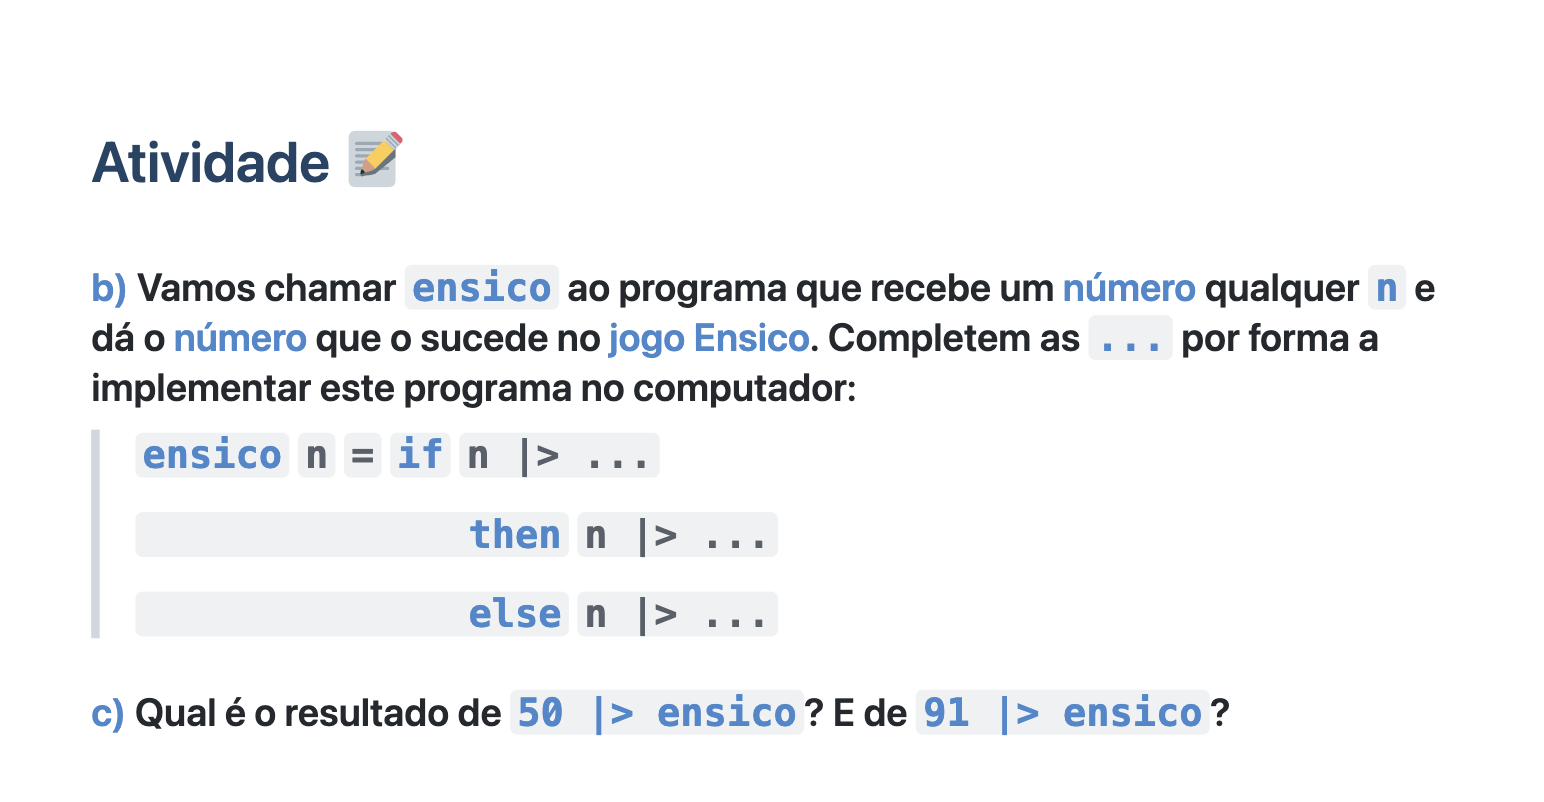 Atividade 📝
b) Vamos chamar ensico ao programa que recebe um número qualquer n e
dá o número que o sucede no jogo Ensico. Completem as ... por forma a
implementar este programa no computador:
ensico n = if n |> ...
then n |> ...
else n |> ...
c) Qual é o resultado de 50 |> ensico? E de 91 |> ensico?